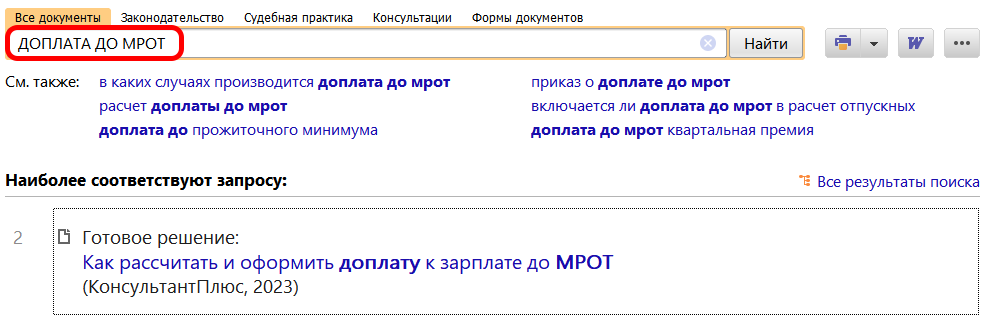 Все документы Законодательство Судебная практика Консультации Формы документов
ДОПЛАТА ДО МРОТ Найти W
См. также: в каких случаях производится доплата до мрот приказ о доплате до мрот
расчет доплаты до мрот включается ли доплата до мрот в расчет отпускных
доплата до прожиточного минимума доплата до мрот квартальная премия
Наиболее соответствуют запросу: Все результаты поиска
2 Готовое решение:
Как рассчитать и оформить доплату к зарплате до МРОТ
(КонсультантПлюс, 2023)